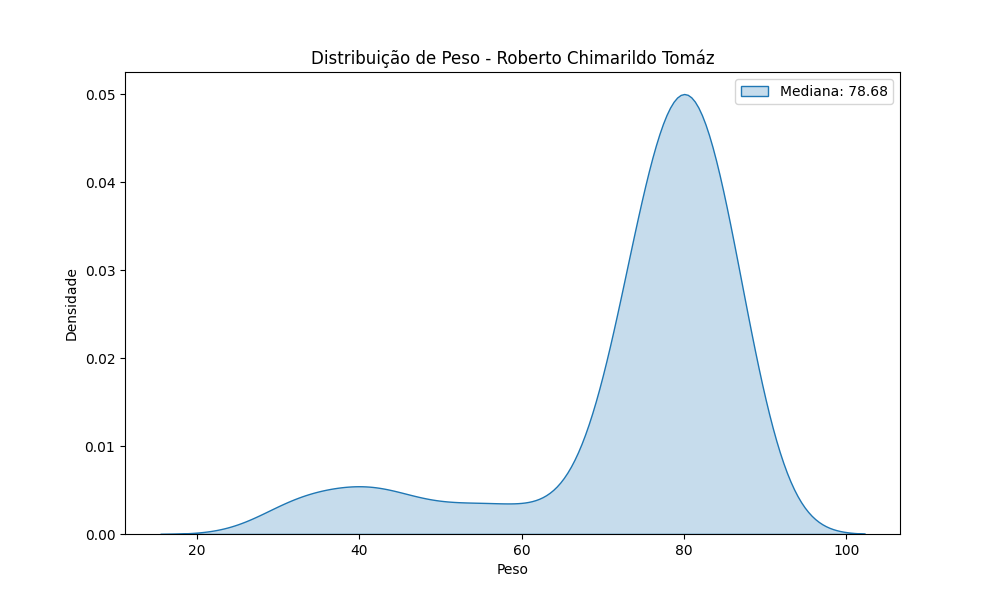 Distribuição de Peso - Roberto Chimarildo Tomáz
Mediana: 78.68
0.05
0.04
0.03
0.02
0.01
0.00
Densidade
20 40 60 80 100
Peso